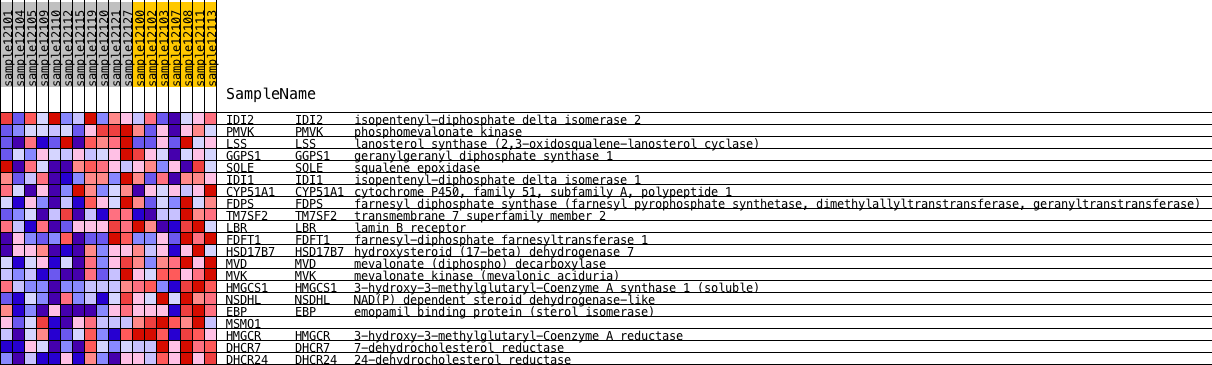 sample12101
sample12104
sample12105
sample12109
sample12110
sample12112
sample12115
sample12119
sample12120
sample12121
sample12127
sample12100
sample12102
sample12103
sample12107
sample12108
sample12111
sample12113
SampleName
IDI2 IDI2 isopentenyl-diphosphate delta isomerase 2
PMVK PMVK phosphomevalonate kinase
LSS LSS lanosterol synthase (2,3-oxidosqualene-lanosterol cyclase)
GGPS1 GGPS1 geranylgeranyl diphosphate synthase 1
SQLE SQLE squalene epoxidase
IDI1 IDI1 isopentenyl-diphosphate delta isomerase 1
CYP51A1 CYP51A1 cytochrome P450, family 51, subfamily A, polypeptide 1
FDPS FDPS farnesyl diphosphate synthase (farnesyl pyrophosphate synthetase, dimethylallyltranstransferase, geranyltranstransferase)
TM7SF2 TM7SF2 transmembrane 7 superfamily member 2
LBR LBR lamin B receptor
FDFT1 FDFT1 farnesyl-diphosphate farnesyltransferase 1
HSD17B7 HSD17B7 hydroxysteroid (17-beta) dehydrogenase 7
MVD MVD mevalonate (diphospho) decarboxylase
MVK MVK mevalonate kinase (mevalonic aciduria)
HMGCS1 HMGCS1 3-hydroxy-3-methylglutaryl-Coenzyme A synthase 1 (soluble)
NSDHL NSDHL NAD(P) dependent steroid dehydrogenase-like
EBP EBP emopamil binding protein (sterol isomerase)
MSMO1
HMGCR HMGCR 3-hydroxy-3-methylglutaryl-Coenzyme A reductase
DHCR7 DHCR7 7-dehydrocholesterol reductase
DHCR24 DHCR24 24-dehydrocholesterol reductase